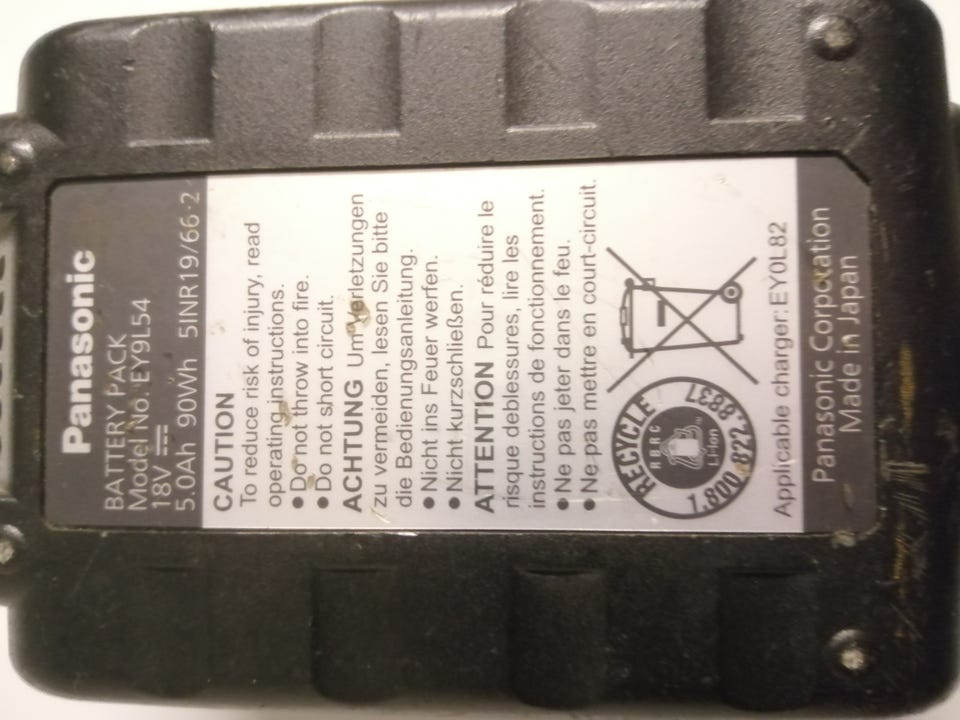 Panasonic
BATTERY PACK
Model No. EY9L54
18V
5.0Ah 90Wh 5INR19/66-2
CAUTION
To reduce risk of injury, read
operating instructions.
● Do not throw into fire.
● Do not short circuit.
ACHTUNG Um Verletzungen
zu vermeiden, lesen Sie bitte
die Bedienungsanleitung.
● Nicht ins Feuer werfen.
● Nicht kurzschließen.
ATTENTION Pour réduire le
risque deblessures, lire les
instructions de fonctionnement.
● Ne pas jeter dans le feu.
● Ne pas mettre en court-circuit.
RECYCLE
RBRC
Li-ion
1.800.822.8837
Applicable charger:EY0L82
Panasonic Corporation
Made in Japan